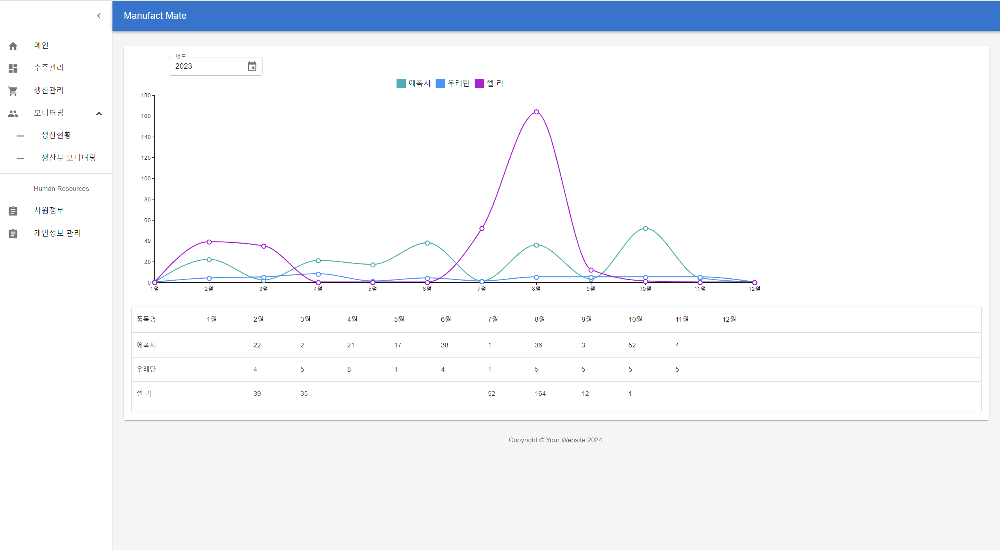 Manufact Mate
메인
수주관리
생산관리
모니터링
생산현황
생산부 모니터링
Human Resources
사원정보
개인정보 관리
년도
2023
에폭시 우레탄 젤 리
180
160
140
120
100
80
60
40
20
0
1월 2월 3월 4월 5월 6월 7월 8월 9월 10월 11월 12월
품목명 1월 2월 3월 4월 5월 6월 7월 8월 9월 10월 11월 12월
에폭시 22 2 21 17 38 1 36 3 52 4
우레탄 4 5 8 1 4 1 5 5 5 5
젤 리 39 35 52 164 12 1
Copyright © Your Website 2024.